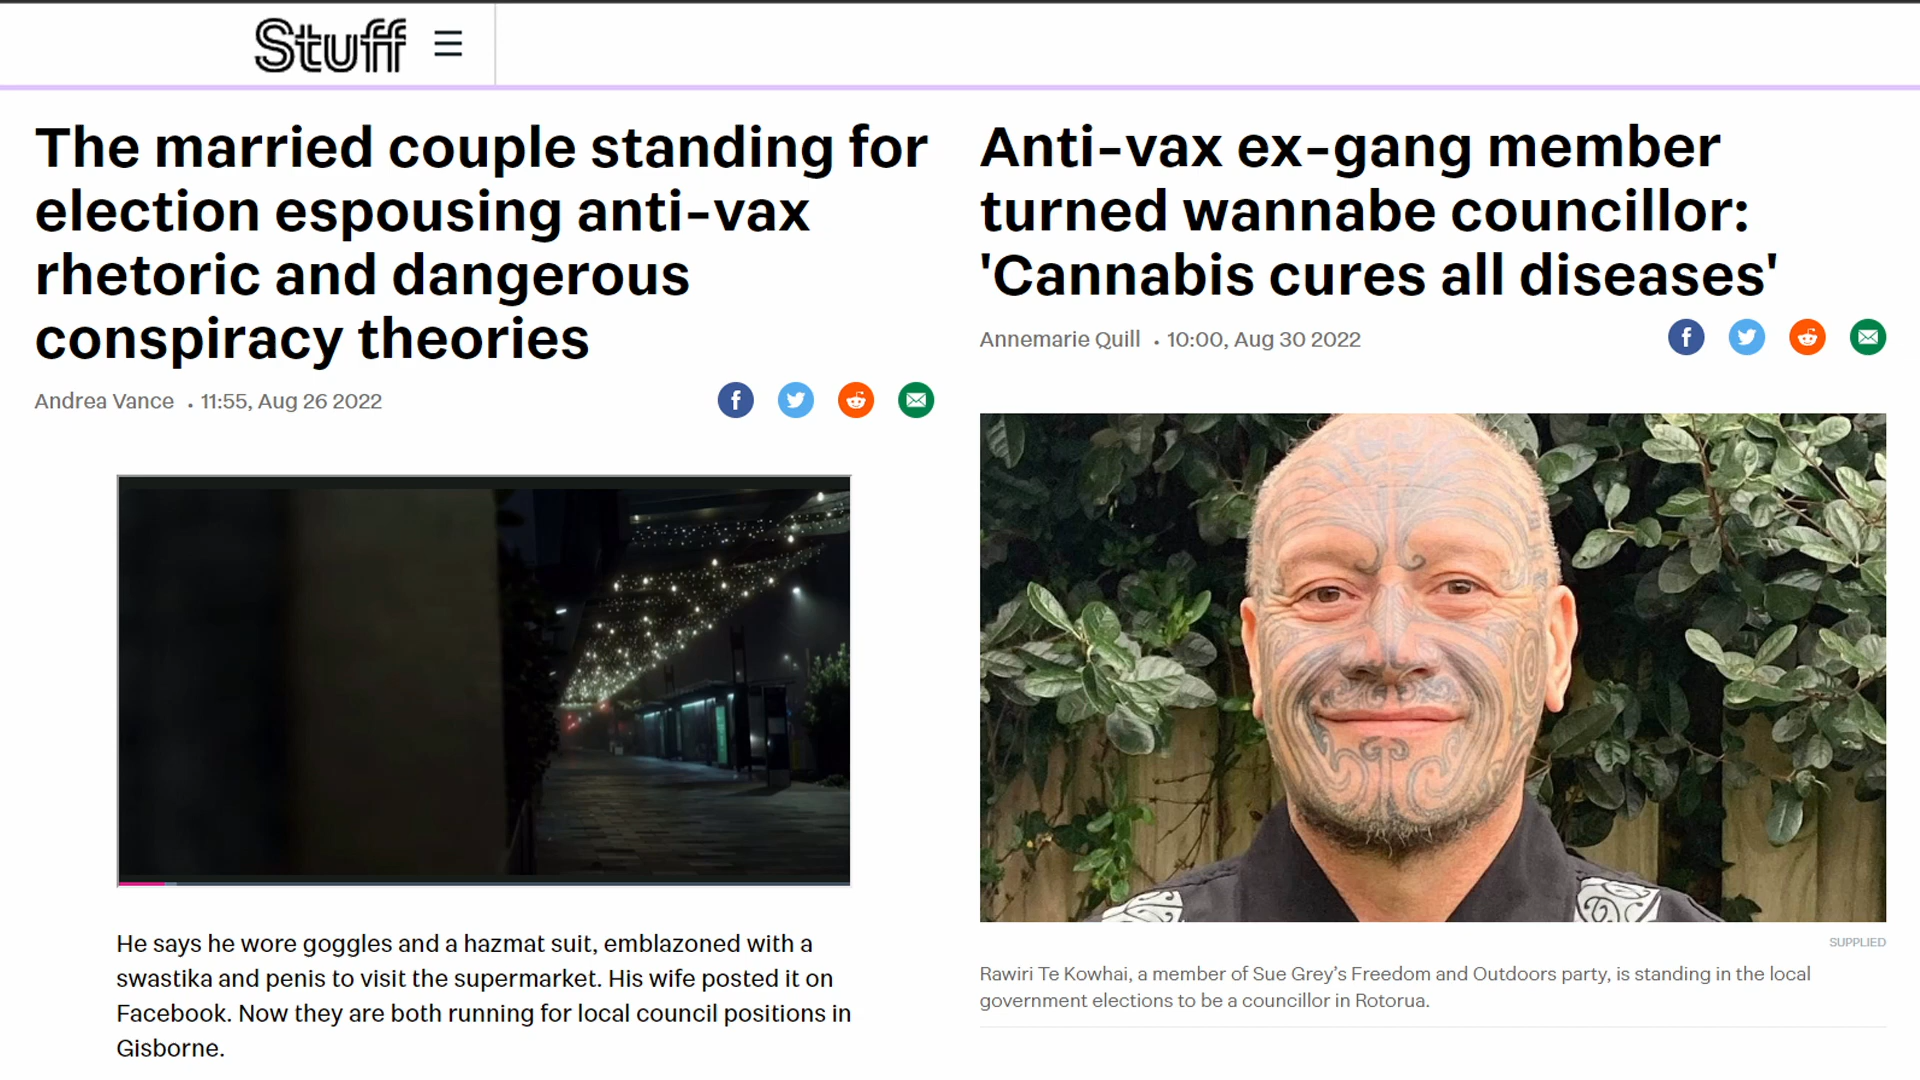 Stuff
The married couple standing for
election espousing anti-vax
rhetoric and dangerous
conspiracy theories
Andrea Vance • 11:55, Aug 26 2022
He says he wore goggles and a hazmat suit, emblazoned with a
swastika and penis to visit the supermarket. His wife posted it on
Facebook. Now they are both running for local council positions in
Gisborne.
Anti-vax ex-gang member
turned wannabe councillor:
'Cannabis cures all diseases'
Annemarie Quill • 10:00, Aug 30 2022
SUPPLIED
Rawiri Te Kowhai, a member of Sue Grey’s Freedom and Outdoors party, is standing in the local
government elections to be a councillor in Rotorua.